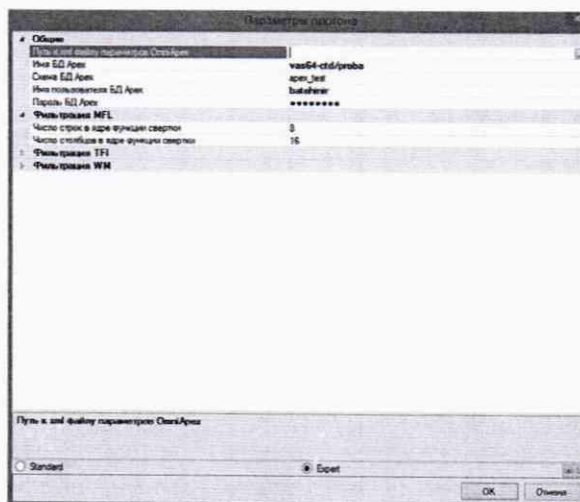 Параметры прогона
Общие
Путь к xml файлу параметров OmniApex
Имя БД Apex vas64-ctd/proba
Схема БД Apex apex_test
Имя пользователя БД Apex batehinir
Пароль БД Apex ●●●●●●●●
Фильтрация MFL
Число строк в ядре функции свертки 8
Число столбцов в ядре функции свертки 16
Фильтрация TFI
Фильтрация WM
Путь к xml файлу параметров OmniApex
Standard Expert
OK Отмена